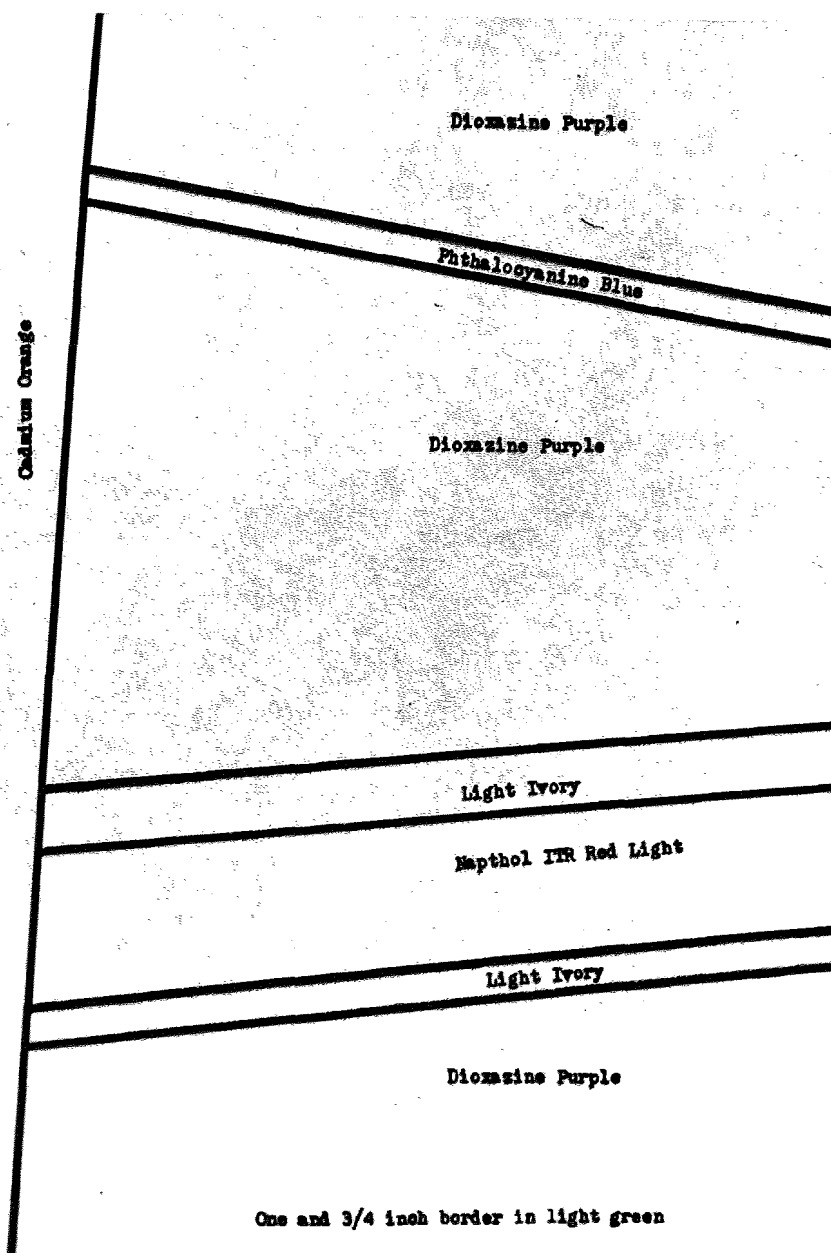 Dioxazine Purple
Phthalocyanine Blue
Cadmium Orange
Dioxazine Purple
Light Ivory
Napthol ITR Red Light
Light Ivory
Dioxazine Purple
One and 3/4 inch border in light green